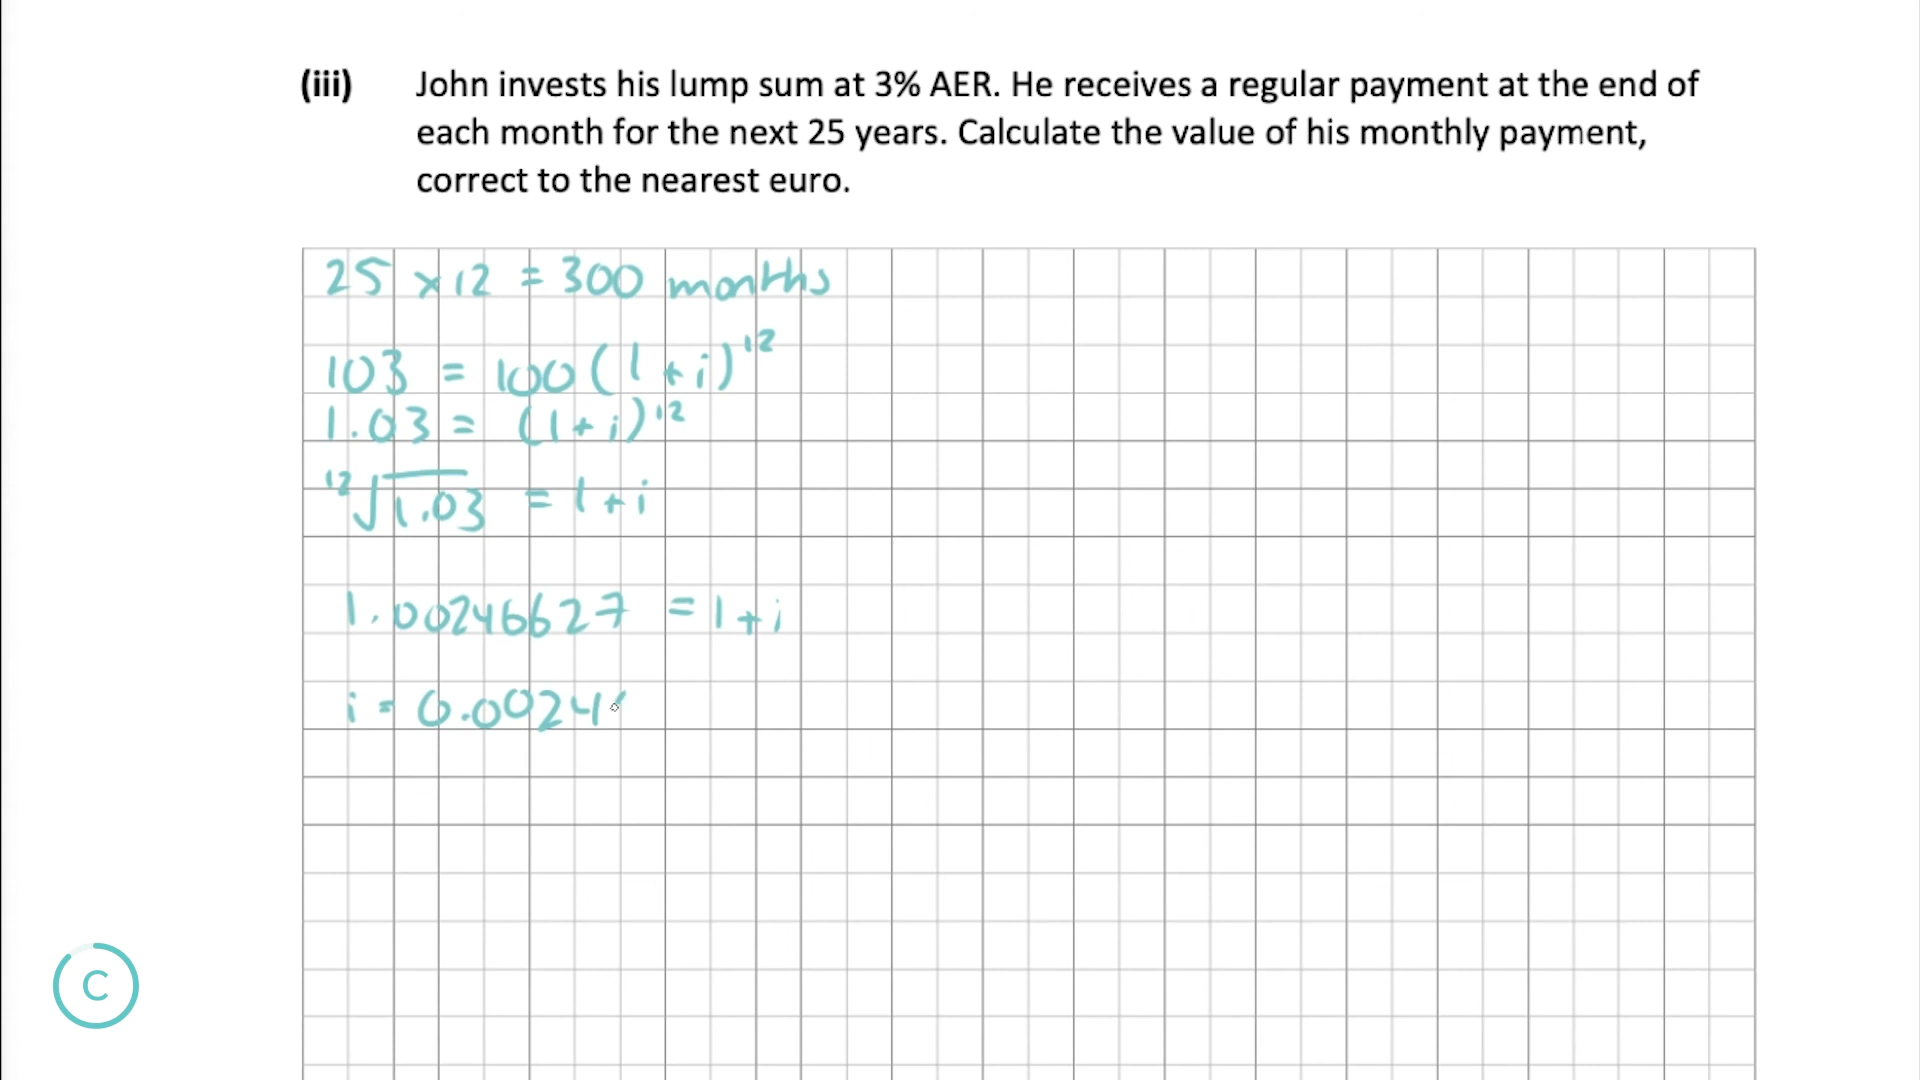 (iii) John invests his lump sum at 3% AER. He receives a regular payment at the end of
each month for the next 25 years. Calculate the value of his monthly payment,
correct to the nearest euro.
25 × 12 = 300 months
103 = 100(1+i)¹²
1.03 = (1+i)¹²
¹²√1.03 = 1+i
1.00246627 = 1+i
i = 0.0024
C